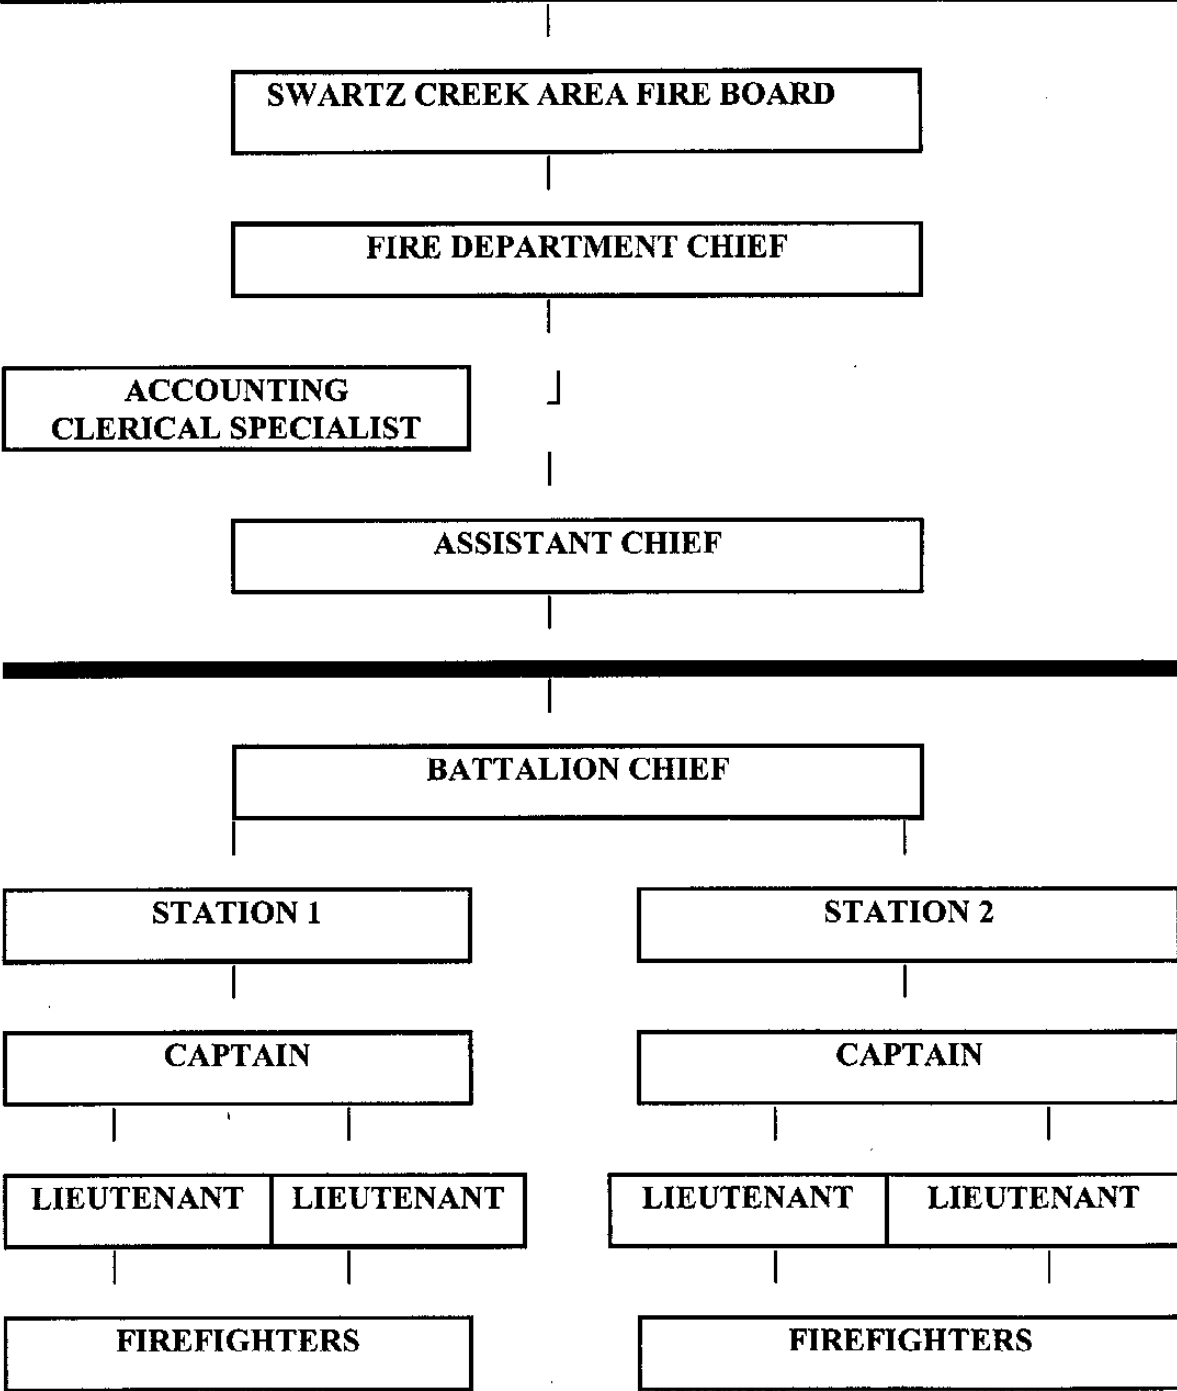 SWARTZ CREEK AREA FIRE BOARD
FIRE DEPARTMENT CHIEF
ACCOUNTING
CLERICAL SPECIALIST
ASSISTANT CHIEF
BATTALION CHIEF
STATION 1
STATION 2
CAPTAIN
CAPTAIN
LIEUTENANT
LIEUTENANT
LIEUTENANT
LIEUTENANT
FIREFIGHTERS
FIREFIGHTERS